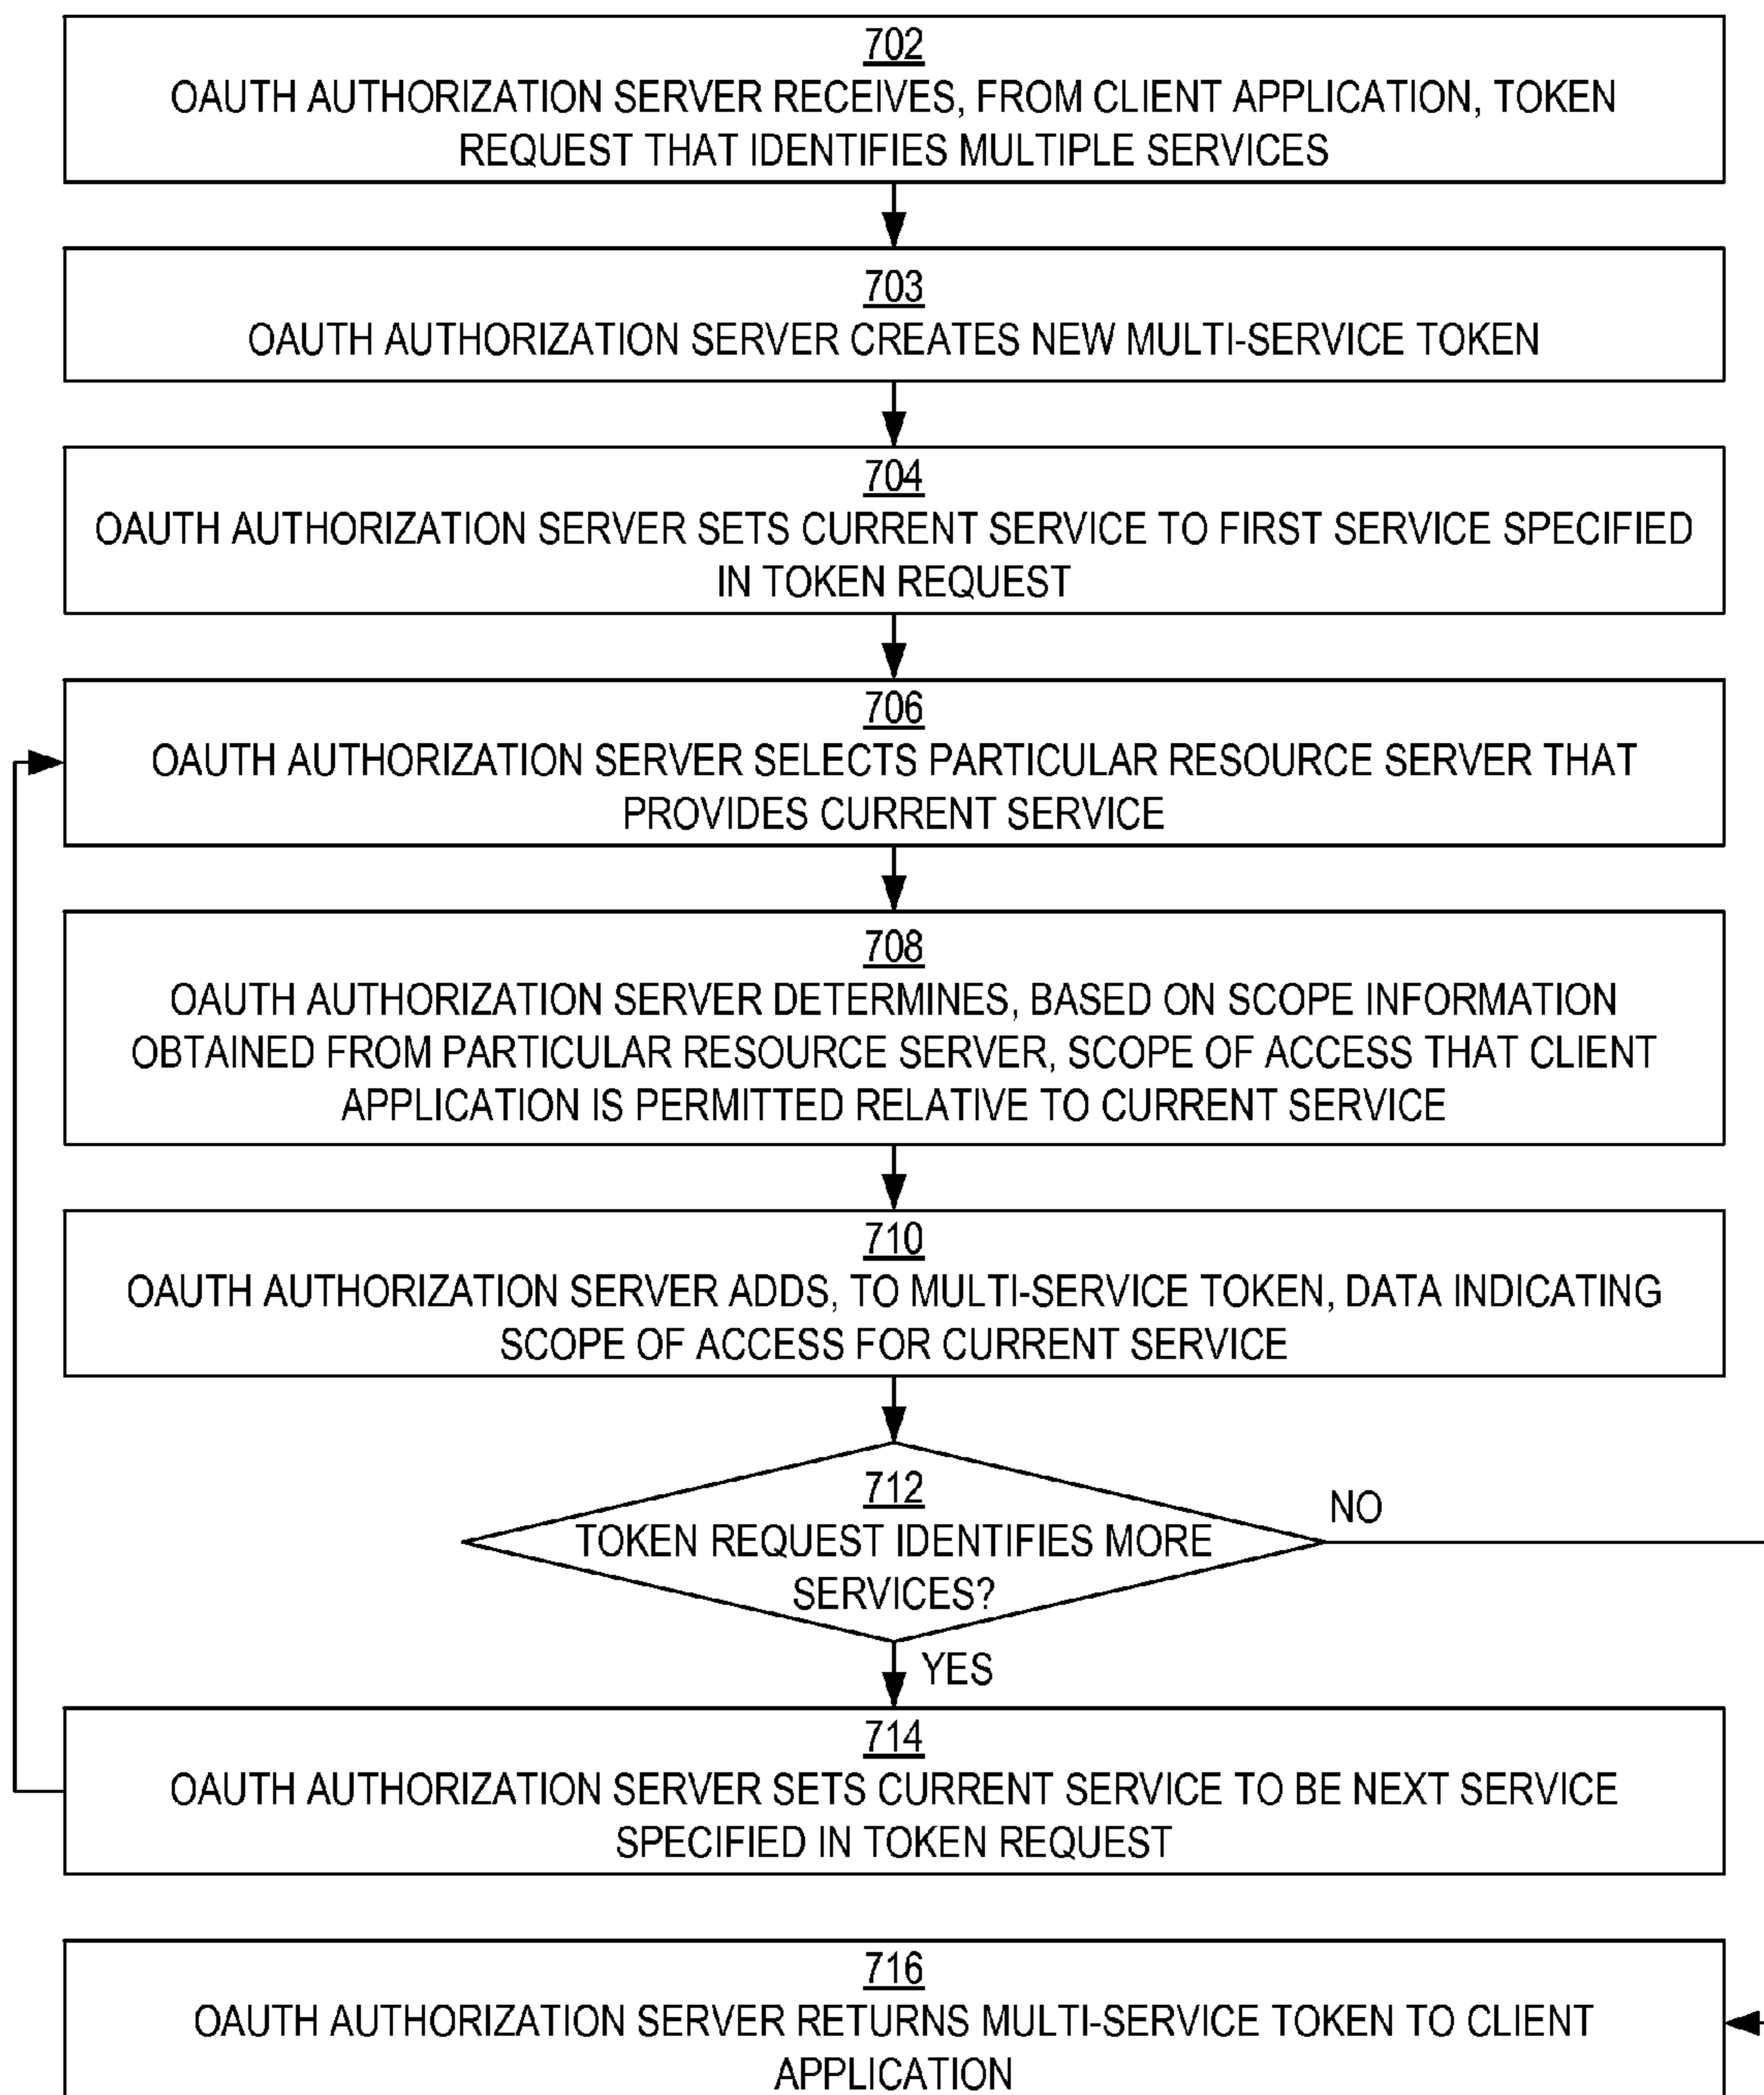 702
OAUTH AUTHORIZATION SERVER RECEIVES, FROM CLIENT APPLICATION, TOKEN
REQUEST THAT IDENTIFIES MULTIPLE SERVICES
703
OAUTH AUTHORIZATION SERVER CREATES NEW MULTI-SERVICE TOKEN
704
OAUTH AUTHORIZATION SERVER SETS CURRENT SERVICE TO FIRST SERVICE SPECIFIED
IN TOKEN REQUEST
706
OAUTH AUTHORIZATION SERVER SELECTS PARTICULAR RESOURCE SERVER THAT
PROVIDES CURRENT SERVICE
708
OAUTH AUTHORIZATION SERVER DETERMINES, BASED ON SCOPE INFORMATION
OBTAINED FROM PARTICULAR RESOURCE SERVER, SCOPE OF ACCESS THAT CLIENT
APPLICATION IS PERMITTED RELATIVE TO CURRENT SERVICE
710
OAUTH AUTHORIZATION SERVER ADDS, TO MULTI-SERVICE TOKEN, DATA INDICATING
SCOPE OF ACCESS FOR CURRENT SERVICE
712
TOKEN REQUEST IDENTIFIES MORE
SERVICES?
NO
YES
714
OAUTH AUTHORIZATION SERVER SETS CURRENT SERVICE TO BE NEXT SERVICE
SPECIFIED IN TOKEN REQUEST
716
OAUTH AUTHORIZATION SERVER RETURNS MULTI-SERVICE TOKEN TO CLIENT
APPLICATION